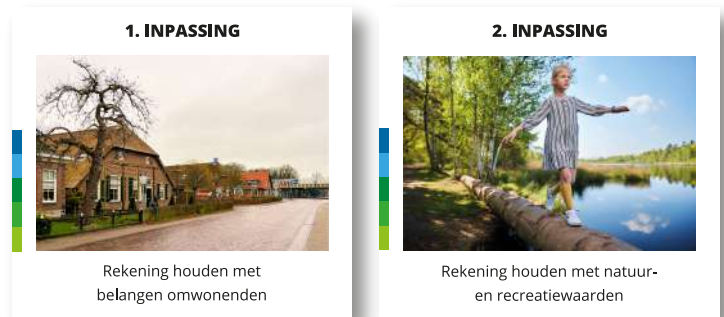 1. INPASSING
Rekening houden met
belangen omwonenden
2. INPASSING
Rekening houden met natuur-
en recreatiewaarden